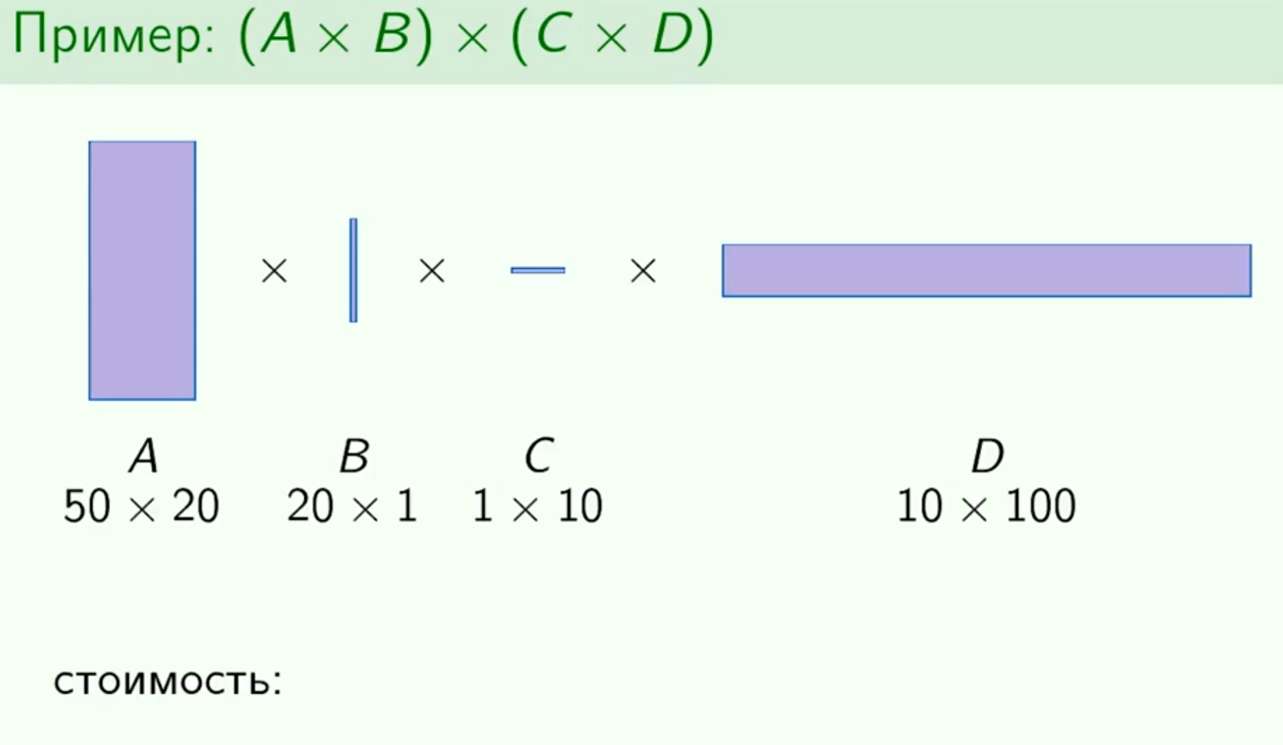 Пример: (A × B) × (C × D)
× × ×
A B C D
50 × 20 20 × 1 1 × 10 10 × 100
стоимость: